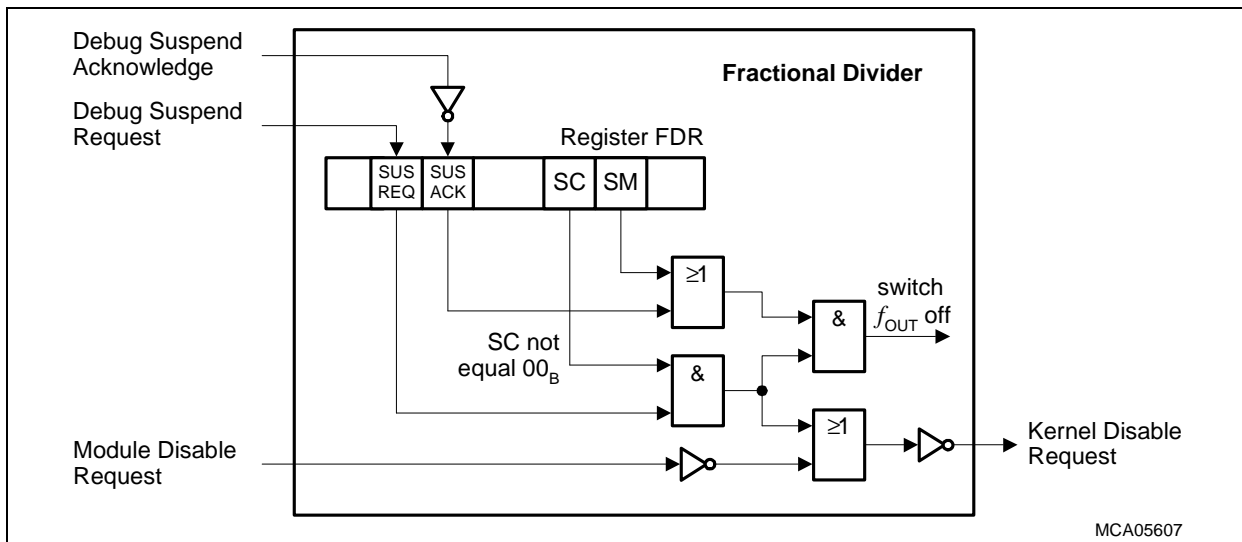 Debug Suspend
Acknowledge
Debug Suspend
Request
Fractional Divider
Register FDR
SUS
REQ
SUS
ACK
SC
SM
≥1
&
switch
fOUT off
SC not
equal 00B
&
≥1
Module Disable
Request
Kernel Disable
Request
MCA05607